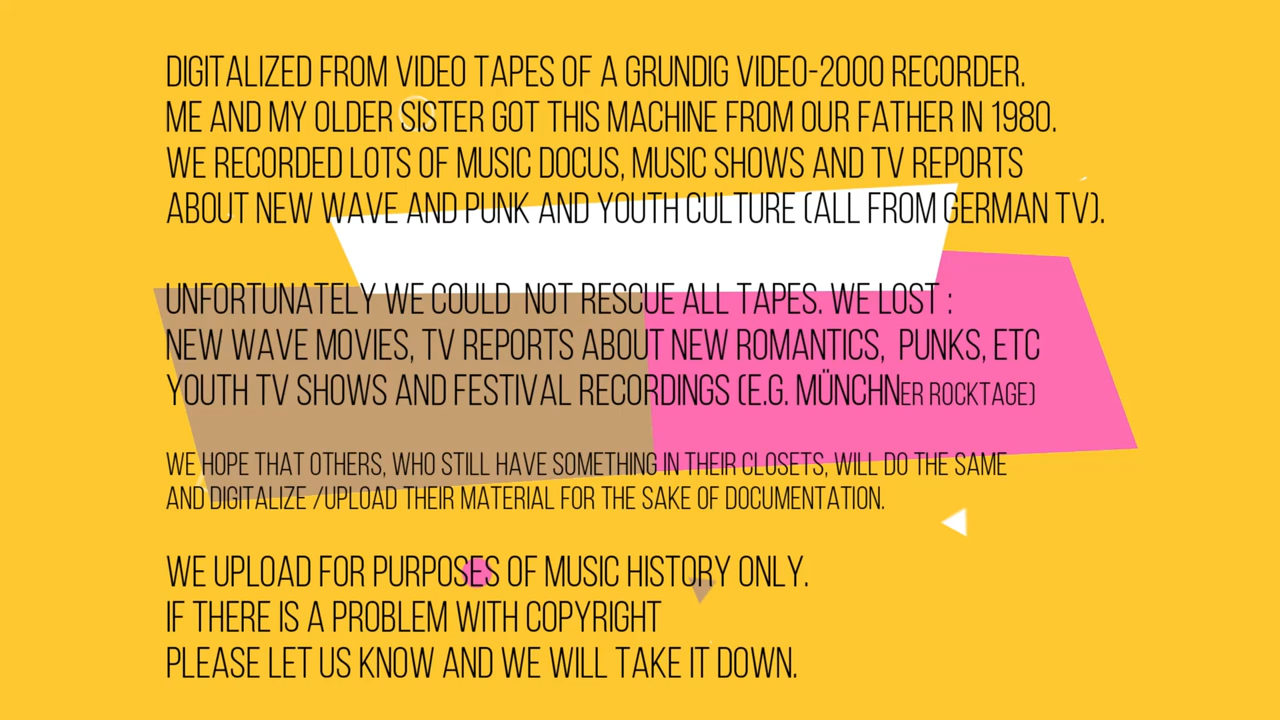 DIGITALIZED FROM VIDEO TAPES OF A GRUNDIG VIDEO-2000 RECORDER.
ME AND MY OLDER SISTER GOT THIS MACHINE FROM OUR FATHER IN 1980.
WE RECORDED LOTS OF MUSIC DOCUS, MUSIC SHOWS AND TV REPORTS
ABOUT NEW WAVE AND PUNK AND YOUTH CULTURE (ALL FROM GERMAN TV).
UNFORTUNATELY WE COULD NOT RESCUE ALL TAPES. WE LOST :
NEW WAVE MOVIES, TV REPORTS ABOUT NEW ROMANTICS, PUNKS, ETC
YOUTH TV SHOWS AND FESTIVAL RECORDINGS (E.G. MÜNCHNER ROCKTAGE)
WE HOPE THAT OTHERS, WHO STILL HAVE SOMETHING IN THEIR CLOSETS, WILL DO THE SAME
AND DIGITALIZE /UPLOAD THEIR MATERIAL FOR THE SAKE OF DOCUMENTATION.
WE UPLOAD FOR PURPOSES OF MUSIC HISTORY ONLY.
IF THERE IS A PROBLEM WITH COPYRIGHT
PLEASE LET US KNOW AND WE WILL TAKE IT DOWN.